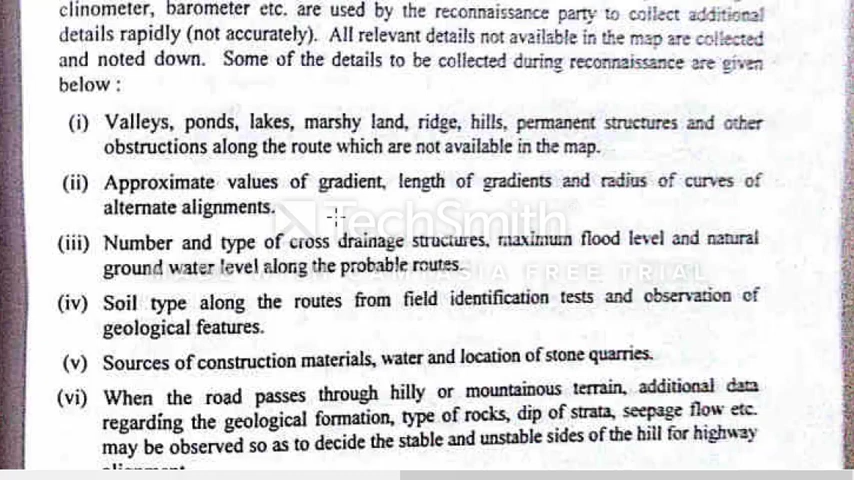 clinometer, barometer etc. are used by the reconnaissance party to collect additional
details rapidly (not accurately). All relevant details not available in the map are collected
and noted down. Some of the details to be collected during reconnaissance are given
below :
(i) Valleys, ponds, lakes, marshy land, ridge, hills, permanent structures and other
obstructions along the route which are not available in the map.
(ii) Approximate values of gradient, length of gradients and radius of curves of
alternate alignments.
TechSmith
(iii) Number and type of cross drainage structures, maximum flood level and natural
ground water level along the probable routes.
MADE WITH CAMTASIA FREE TRIAL
(iv) Soil type along the routes from field identification tests and observation of
geological features.
(v) Sources of construction materials, water and location of stone quarries.
(vi) When the road passes through hilly or mountainous terrain, additional data
regarding the geological formation, type of rocks, dip of strata, seepage flow etc.
may be observed so as to decide the stable and unstable sides of the hill for highway